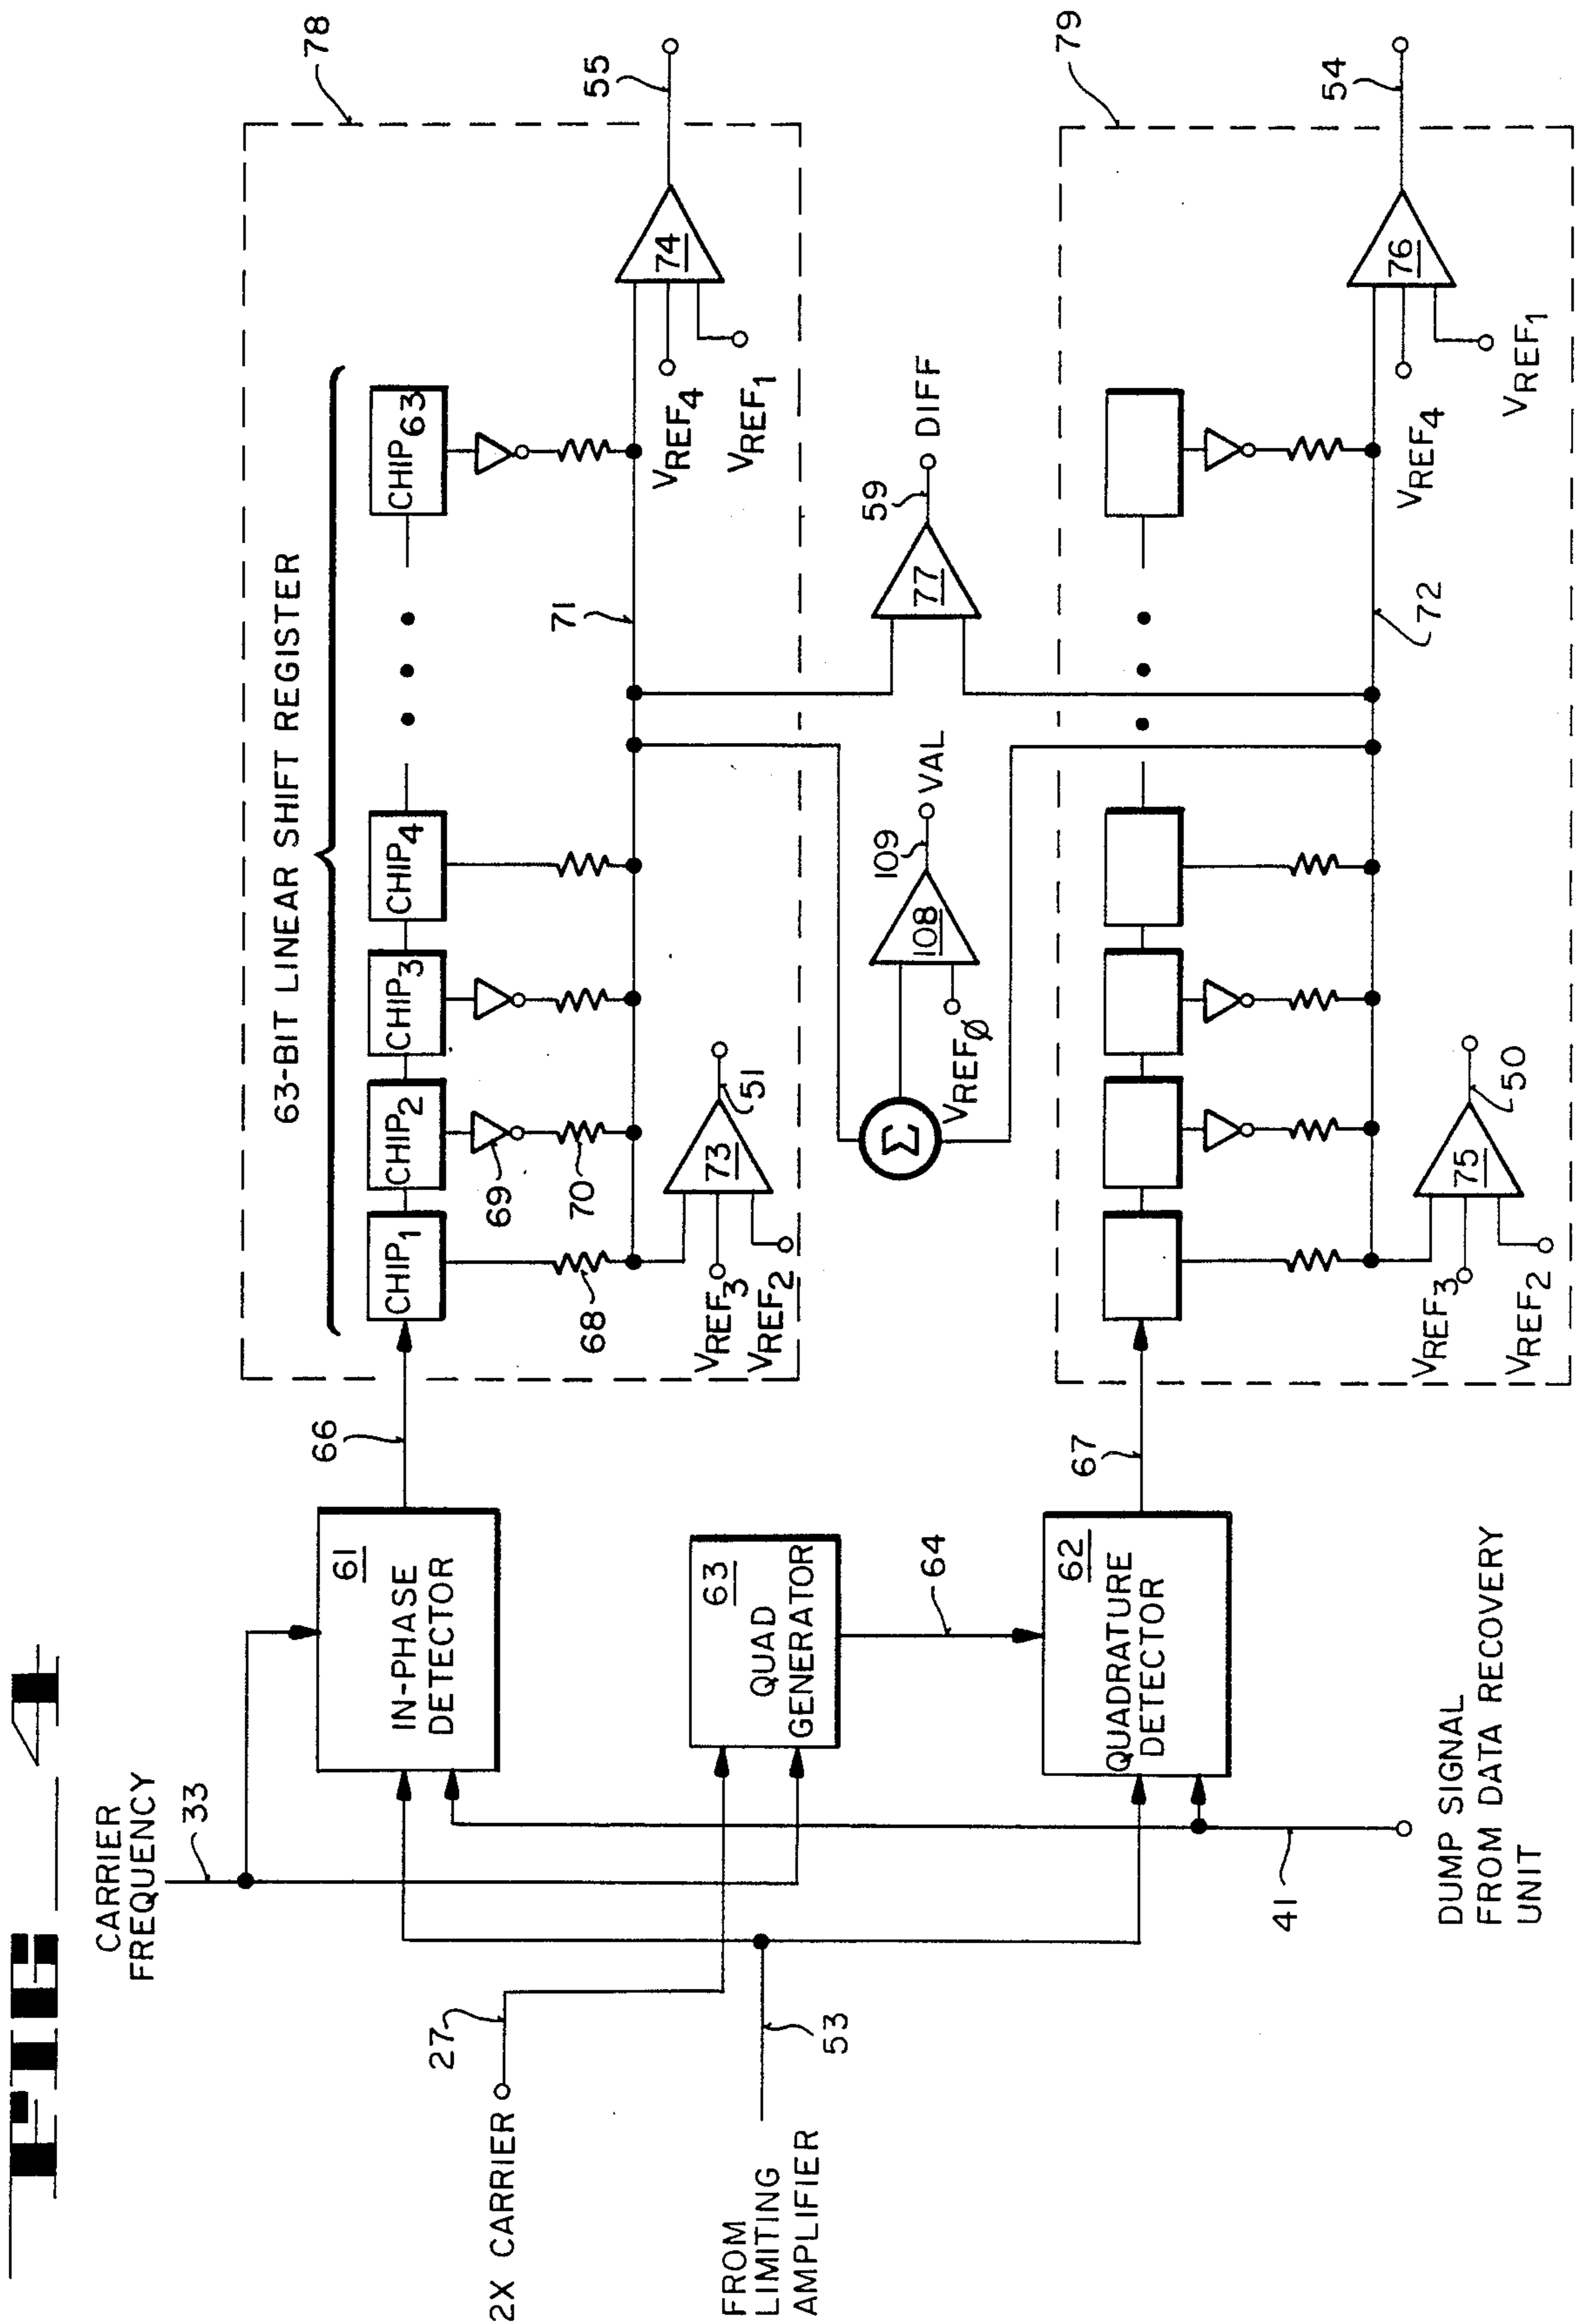 FIG 4
CARRIER
FREQUENCY
33
2X CARRIER
27
FROM
LIMITING
AMPLIFIER
53
41
DUMP SIGNAL
FROM DATA RECOVERY
UNIT
61
IN-PHASE
DETECTOR
63
QUAD
GENERATOR
64
62
QUADRATURE
DETECTOR
66
67
63-BIT LINEAR SHIFT REGISTER
78
CHIP1
CHIP2
CHIP3
CHIP4
CHIP63
69
70
68
71
73
51
VREF3
VREF2
74
55
VREF4
VREF1
Σ
108
109
VAL
VREFØ
77
59
DIFF
79
72
75
50
VREF3
VREF2
76
54
VREF4
VREF1